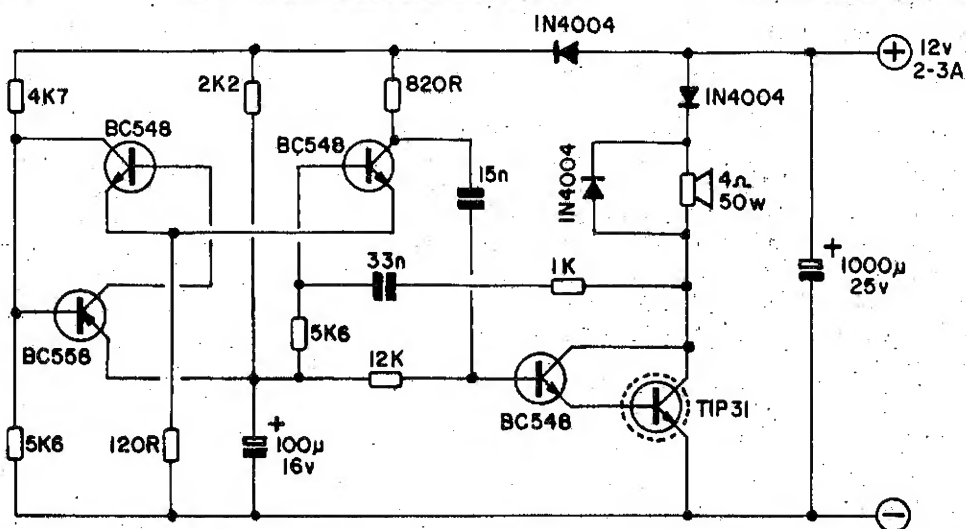 1N4004
12v
2-3A
4K7
2K2
820R
1N4004
BC548
BC548
15n
1N4004
4Ω
50w
33n
1K
+
1000µ
25v
5K6
12K
BC558
BC548
TIP31
5K6
120R
+
100µ
16v
+
−